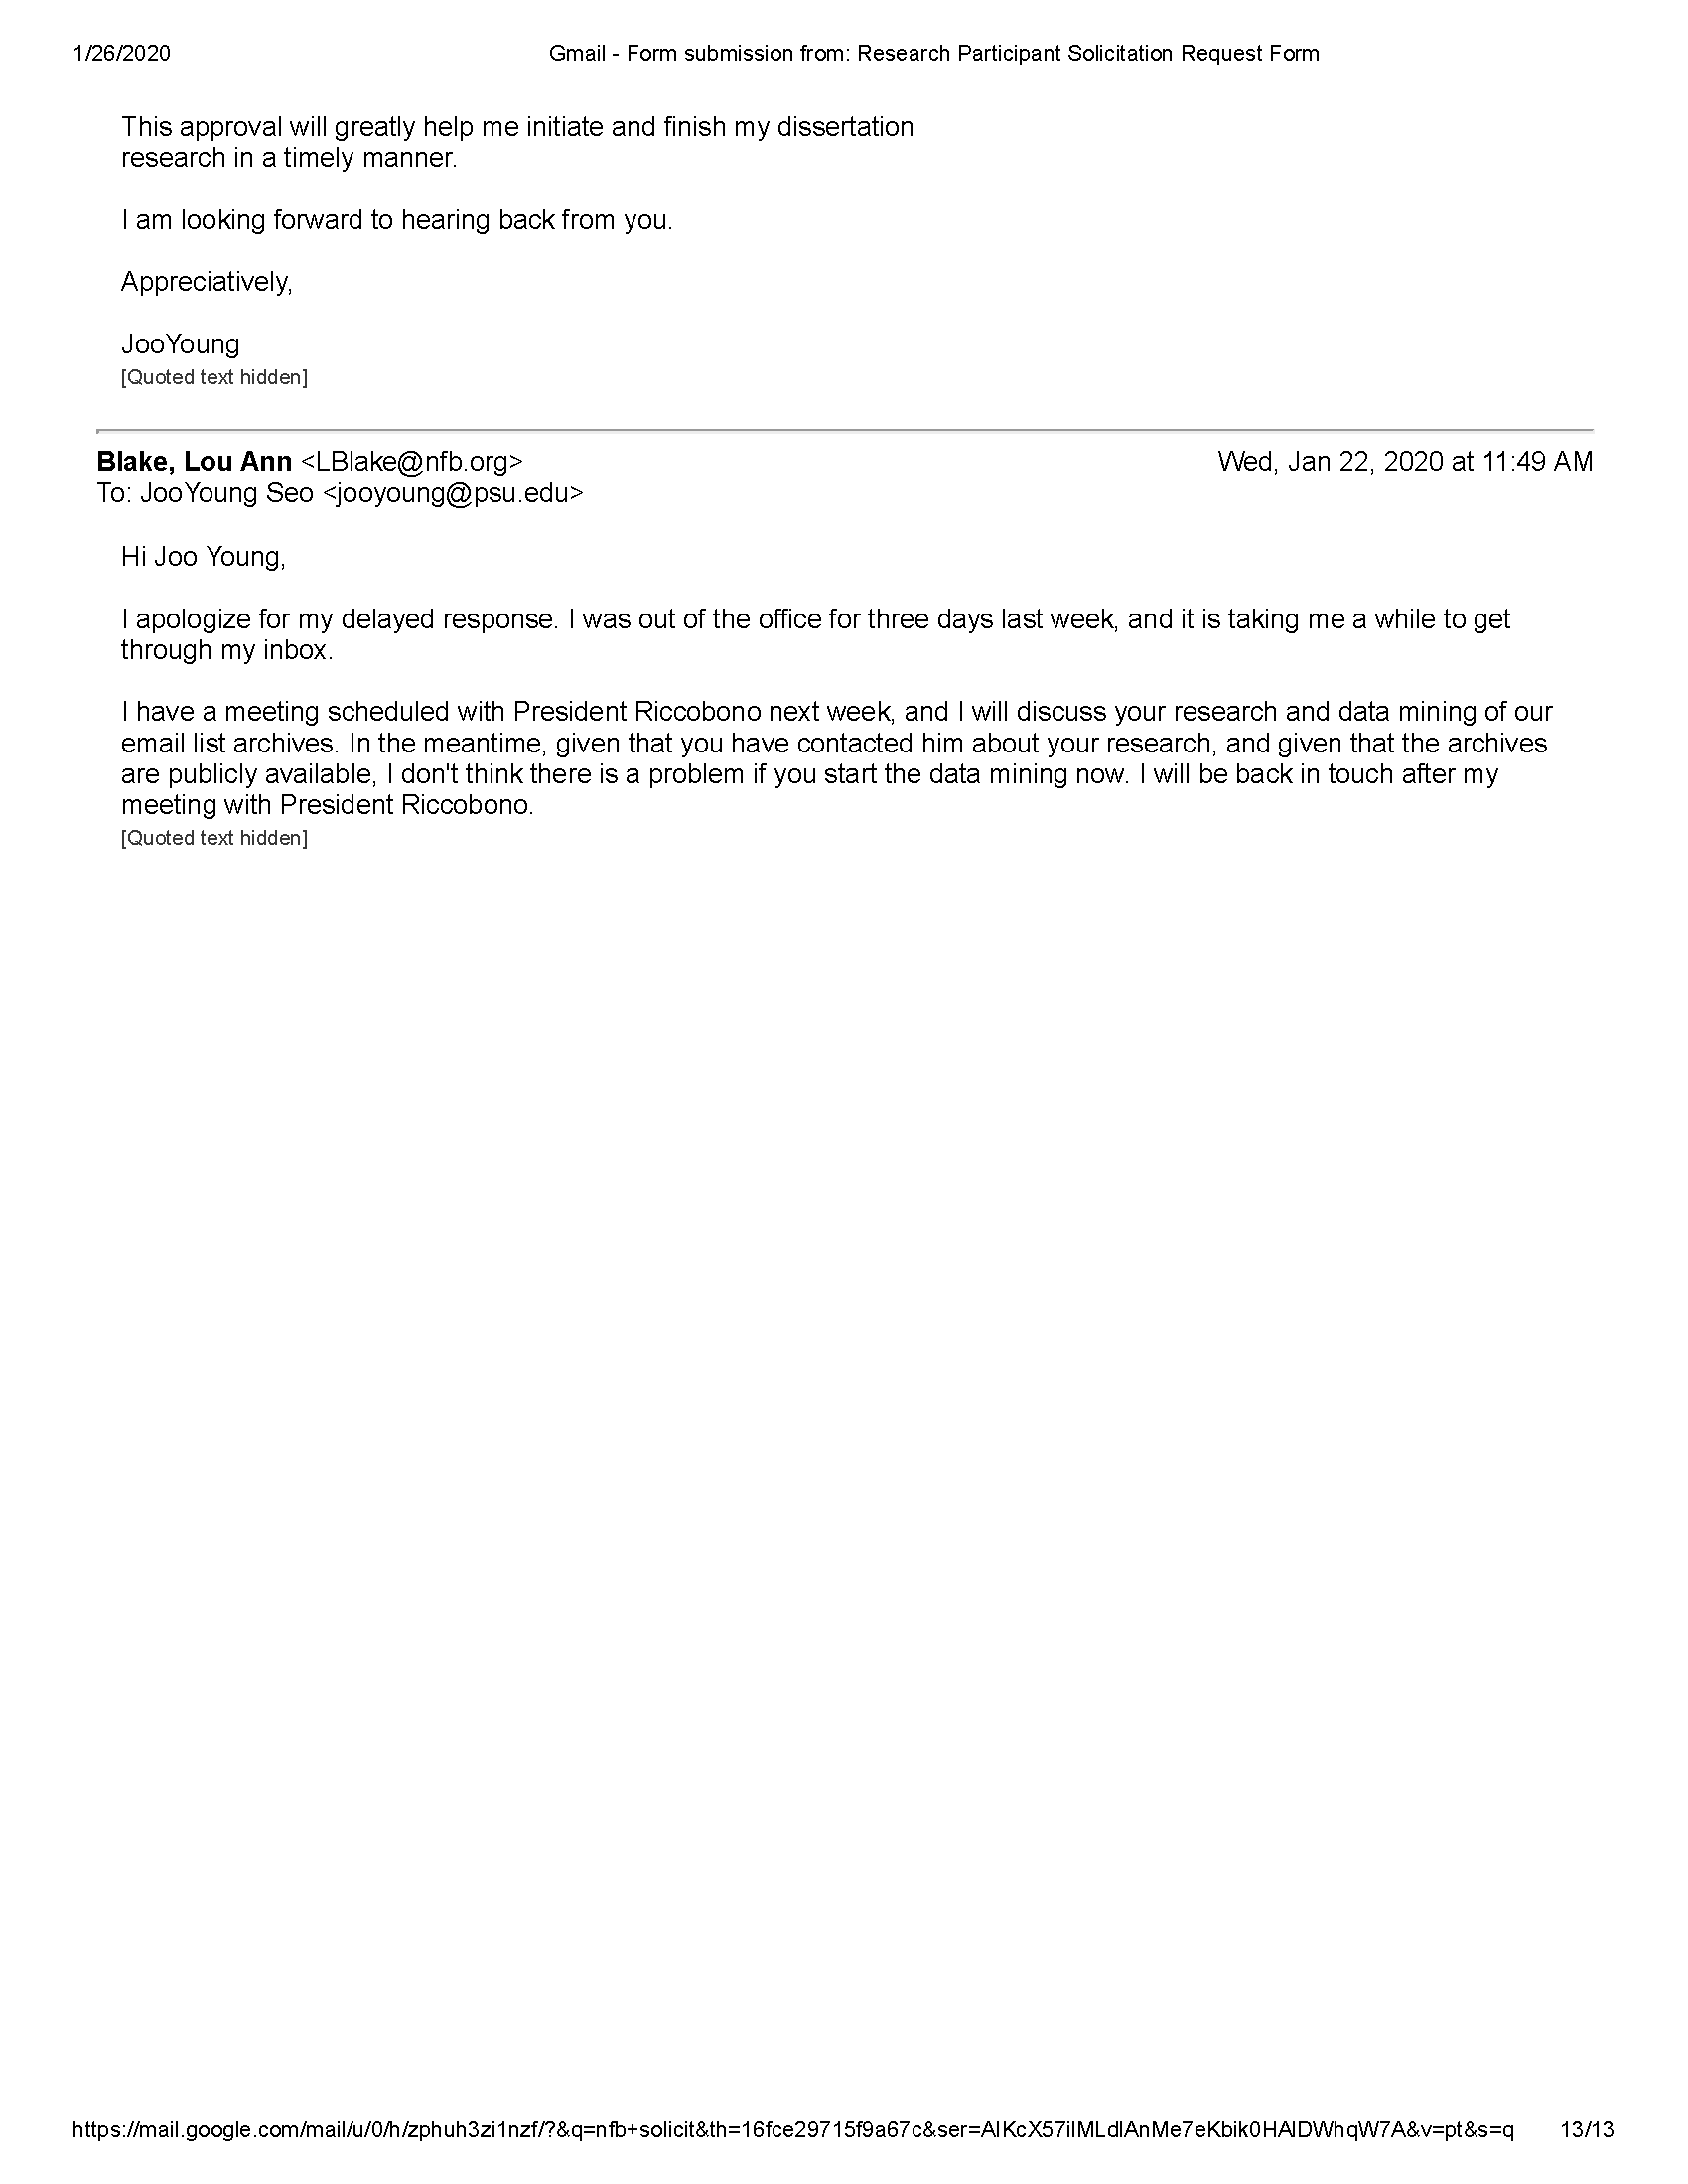 1/26/2020 Gmail - Form submission from: Research Participant Solicitation Request Form
This approval will greatly help me initiate and finish my dissertation
research in a timely manner.
I am looking forward to hearing back from you.
Appreciatively,
JooYoung
[Quoted text hidden]
Blake, Lou Ann <LBlake@nfb.org> Wed, Jan 22, 2020 at 11:49 AM
To: JooYoung Seo <jooyoung@psu.edu>
Hi Joo Young,
I apologize for my delayed response. I was out of the office for three days last week, and it is taking me a while to get
through my inbox.
I have a meeting scheduled with President Riccobono next week, and I will discuss your research and data mining of our
email list archives. In the meantime, given that you have contacted him about your research, and given that the archives
are publicly available, I don't think there is a problem if you start the data mining now. I will be back in touch after my
meeting with President Riccobono.
[Quoted text hidden]
https://mail.google.com/mail/u/0/h/zphuh3zi1nzf/?&q=nfb+solicit&th=16fce29715f9a67c&ser=AIKcX57ilMLdlAnMe7eKbik0HAlDWhqW7A&v=pt&s=q 13/13